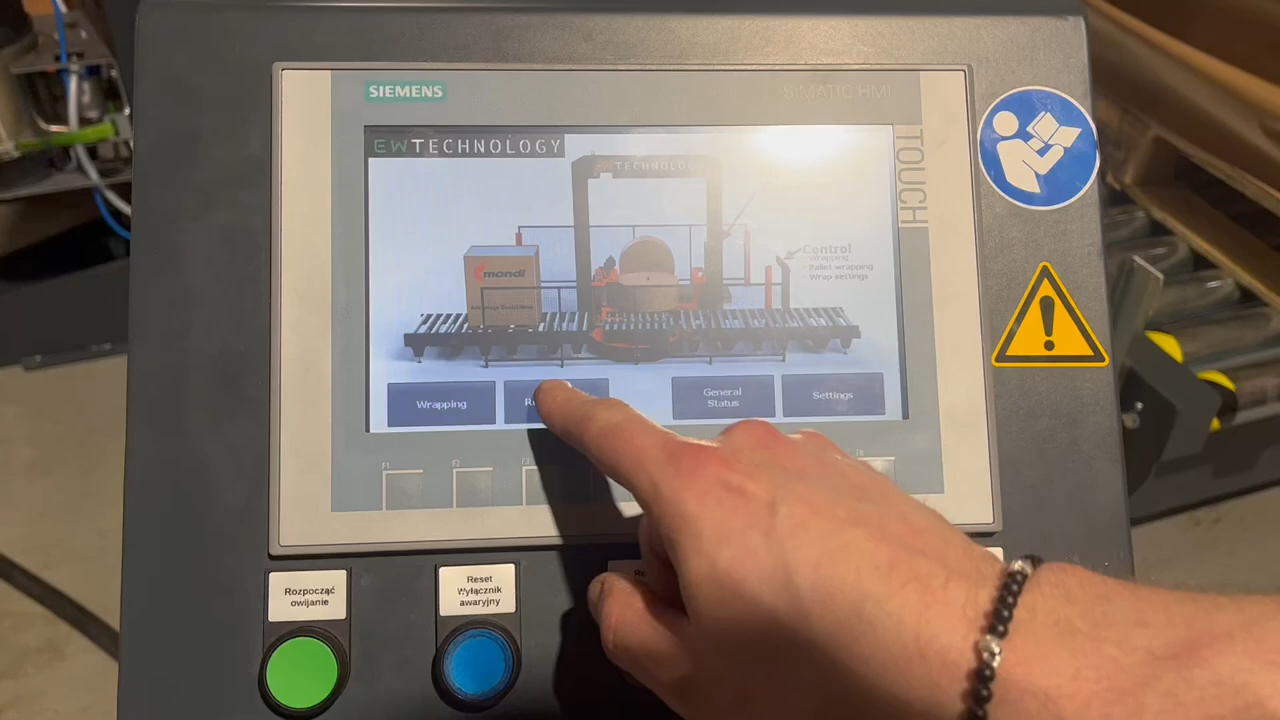 SIEMENS
SIMATIC HMI
TOUCH
EWTECHNOLOGY
EWTECHNOLOGY
mondi
Control
- Wrapping
- Pallet wrapping
- Wrap settings
Wrapping
General
Status
Settings
F1
F2
F3
Rozpocząć
owijanie
Reset
Wyłącznik
awaryjny